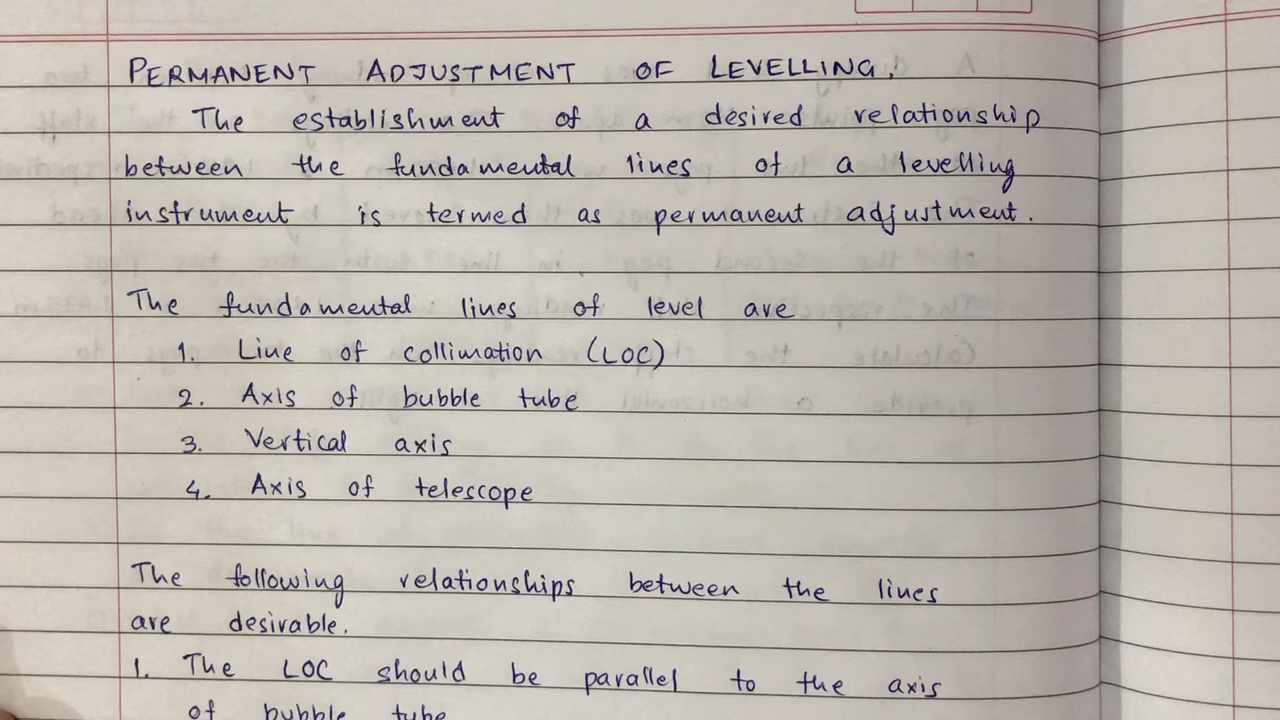 PERMANENT ADJUSTMENT OF LEVELLING.
The establishment of a desired relationship
between the fundamental lines of a levelling
instrument is termed as permanent adjustment.
The fundamental lines of level are
1. Line of collimation (LOC)
2. Axis of bubble tube
3. Vertical axis
4. Axis of telescope
The following relationships between the lines
are desirable.
1. The LOC should be parallel to the axis
of bubble tube